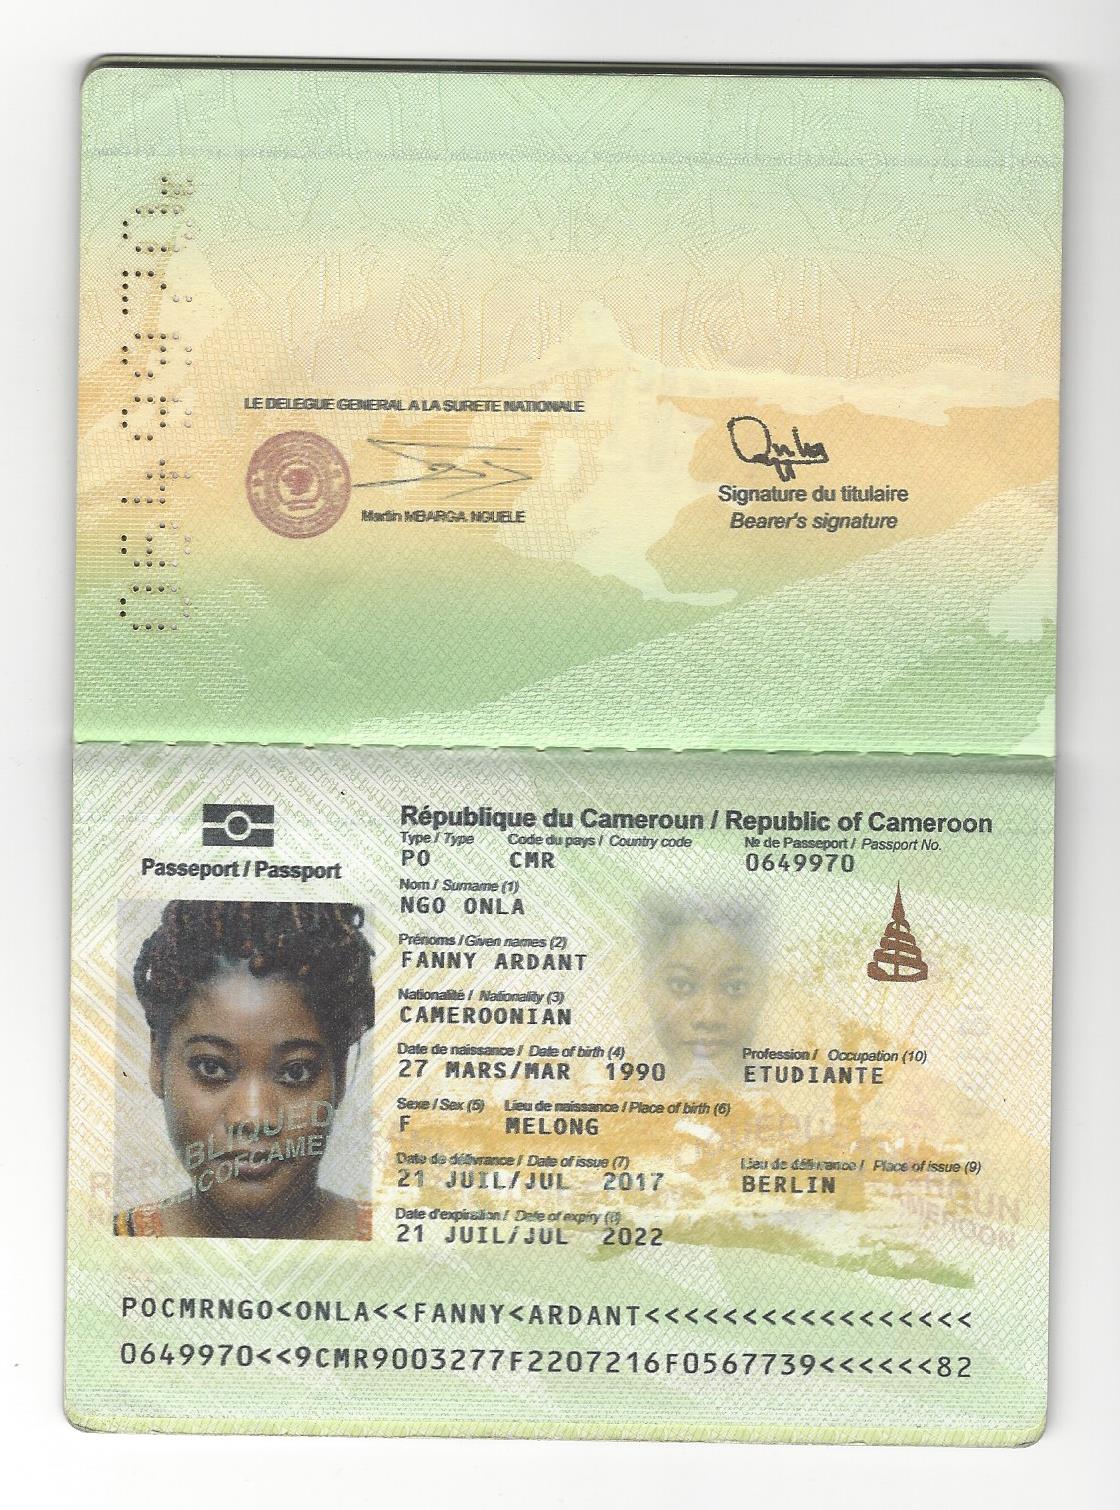 LE DELEGUE GENERAL A LA SURETE NATIONALE
Martin MBARGA NGUELE
Signature du titulaire
Bearer's signature
République du Cameroun / Republic of Cameroon
Type / Type Code du pays / Country code № de Passeport / Passport No.
PO CMR 0649970
Passeport / Passport
Nom / Surname (1)
NGO ONLA
Prénoms / Given names (2)
FANNY ARDANT
Nationalité / Nationality (3)
CAMEROONIAN
Date de naissance / Date of birth (4) Profession / Occupation (10)
27 MARS/MAR 1990 ETUDIANTE
Sexe / Sex (5) Lieu de naissance / Place of birth (6)
F MELONG
Date de délivrance / Date of issue (7) Lieu de délivrance / Place of issue (9)
21 JUIL/JUL 2017 BERLIN
Date d'expiration / Date of expiry (8)
21 JUIL/JUL 2022
POCMRNGO<ONLA<<FANNY<ARDANT<<<<<<<<<<<<<<<<<
0649970<<9CMR9003277F2207216F0567739<<<<<<82